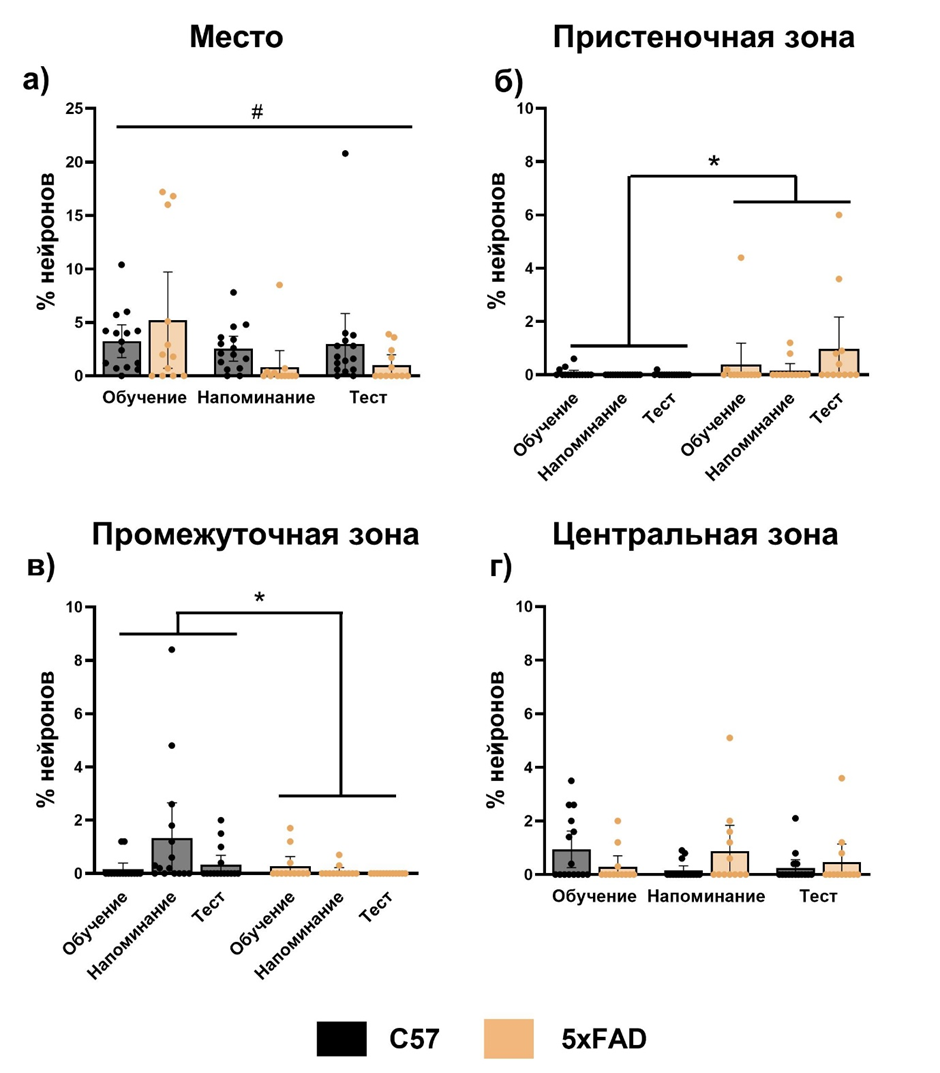 Место
Пристеночная зона
а)
б)
25
20
15
10
5
0
% нейронов
#
Обучение
Напоминание
Тест
10
8
6
4
2
0
% нейронов
*
Обучение
Напоминание
Тест
Обучение
Напоминание
Тест
Промежуточная зона
Центральная зона
в)
г)
10
8
6
4
2
0
% нейронов
*
Обучение
Напоминание
Тест
Обучение
Напоминание
Тест
10
8
6
4
2
0
% нейронов
Обучение
Напоминание
Тест
C57
5xFAD